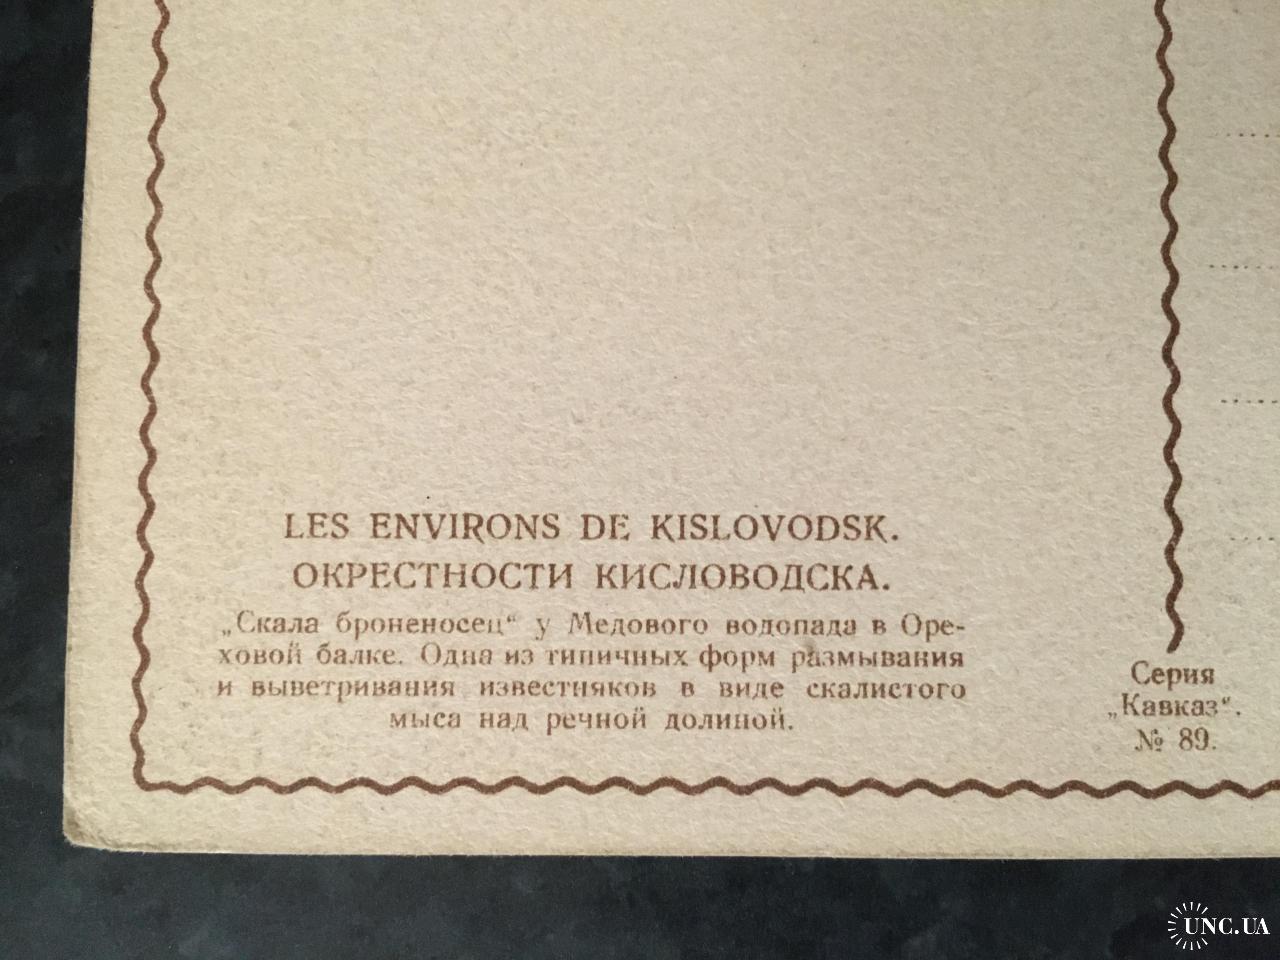 LES ENVIRONS DE KISLOVODSK.
ОКРЕСТНОСТИ КИСЛОВОДСКА.
„Скала броненосец“ у Медового водопада в Оре-
ховой балке. Одна из типичных форм размывания
и выветривания известняков в виде скалистого
мыса над речной долиной.
Серия
„Кавказ“.
№ 89.
UNC.UA